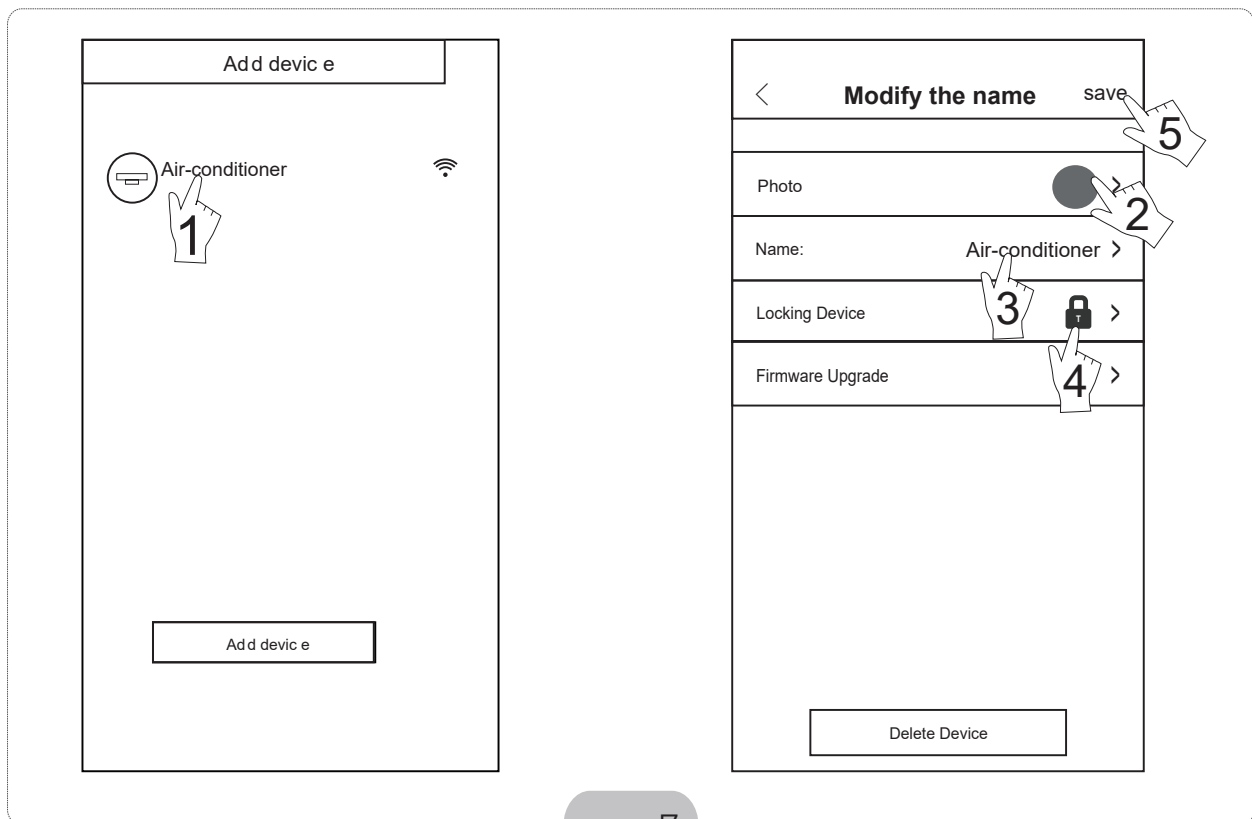 Add devic e
Air-conditioner
1
Add devic e
Modify the name save
5
Photo
2
Name: Air-conditioner
3
Locking Device
T
4
Firmware Upgrade
Delete Device